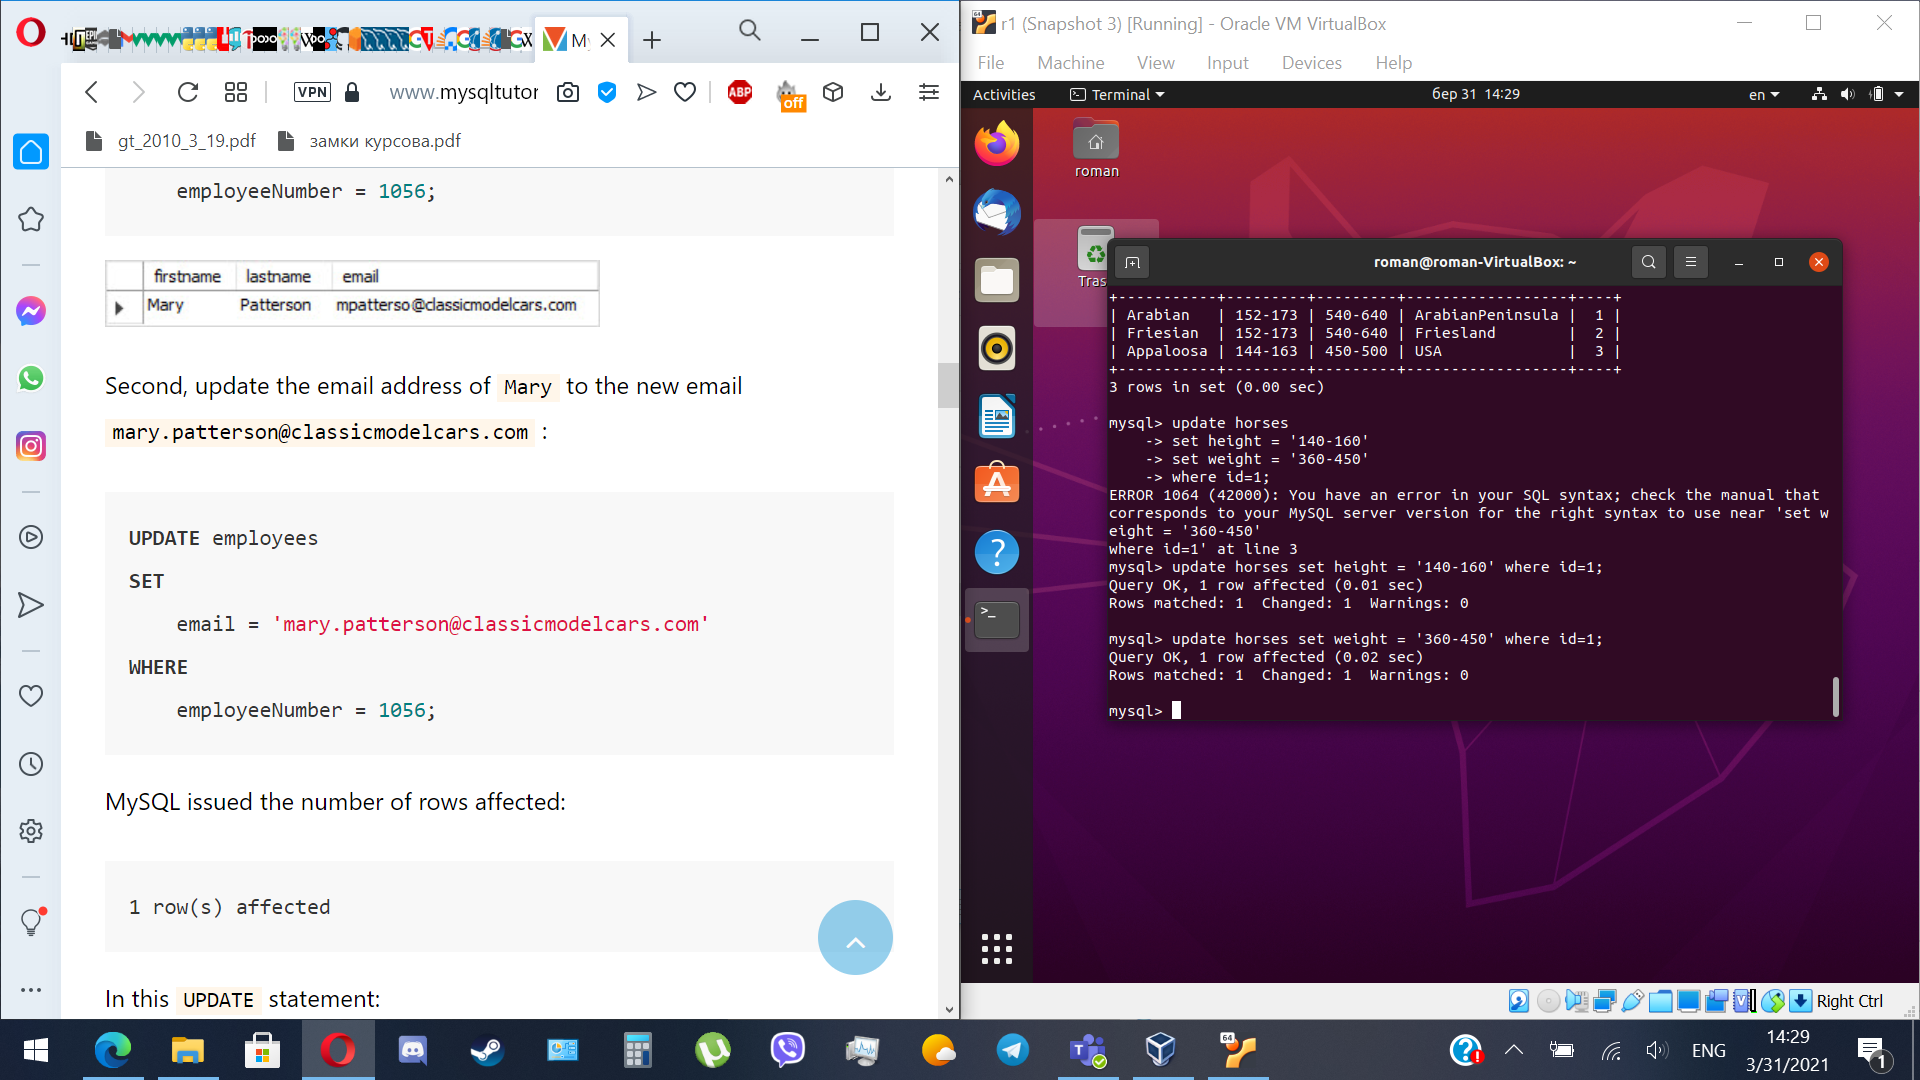 M
VPN
www.mysqltutor
ABP
off
gt_2010_3_19.pdf
замки курсова.pdf
employeeNumber = 1056;
firstname lastname email
Mary Patterson mpatterso@classicmodelcars.com
Second, update the email address of Mary to the new email
mary.patterson@classicmodelcars.com :
UPDATE employees
SET
email = 'mary.patterson@classicmodelcars.com'
WHERE
employeeNumber = 1056;
MySQL issued the number of rows affected:
1 row(s) affected
In this UPDATE statement:
r1 (Snapshot 3) [Running] - Oracle VM VirtualBox
File Machine View Input Devices Help
Activities
Terminal
бер 31 14:29
en
roman
Tras
roman@roman-VirtualBox: ~
+-----------+---------+---------+------------------+----+
| Arabian   | 152-173 | 540-640 | ArabianPeninsula |  1 |
| Friesian  | 152-173 | 540-640 | Friesland        |  2 |
| Appaloosa | 144-163 | 450-500 | USA              |  3 |
+-----------+---------+---------+------------------+----+
3 rows in set (0.00 sec)
mysql> update horses
-> set height = '140-160'
-> set weight = '360-450'
-> where id=1;
ERROR 1064 (42000): You have an error in your SQL syntax; check the manual that
corresponds to your MySQL server version for the right syntax to use near 'set w
eight = '360-450'
where id=1' at line 3
mysql> update horses set height = '140-160' where id=1;
Query OK, 1 row affected (0.01 sec)
Rows matched: 1  Changed: 1  Warnings: 0
mysql> update horses set weight = '360-450' where id=1;
Query OK, 1 row affected (0.02 sec)
Rows matched: 1  Changed: 1  Warnings: 0
mysql>
Right Ctrl
64
ENG
14:29
3/31/2021
1